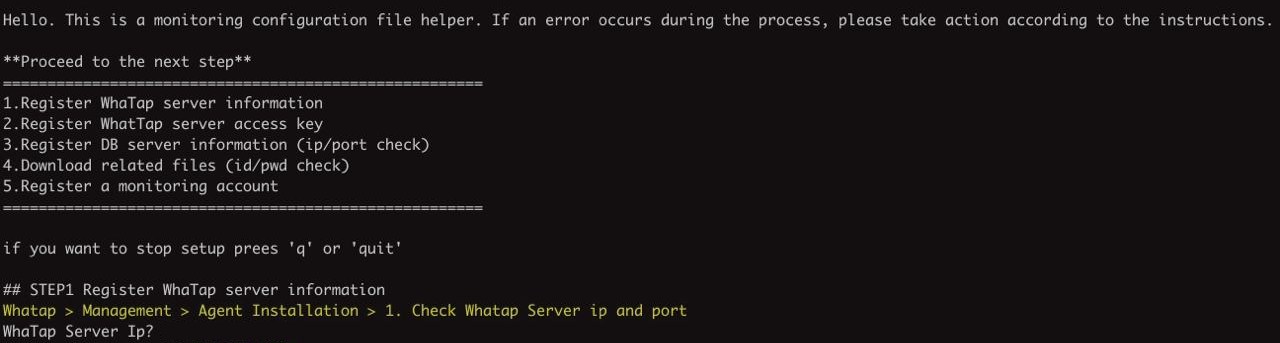 Hello. This is a monitoring configuration file helper. If an error occurs during the process, please take action according to the instructions.
**Proceed to the next step**
======================================================
1.Register WhaTap server information
2.Register WhatTap server access key
3.Register DB server information (ip/port check)
4.Download related files (id/pwd check)
5.Register a monitoring account
======================================================
if you want to stop setup prees 'q' or 'quit'
## STEP1 Register WhaTap server information
Whatap > Management > Agent Installation > 1. Check Whatap Server ip and port
WhaTap Server Ip?